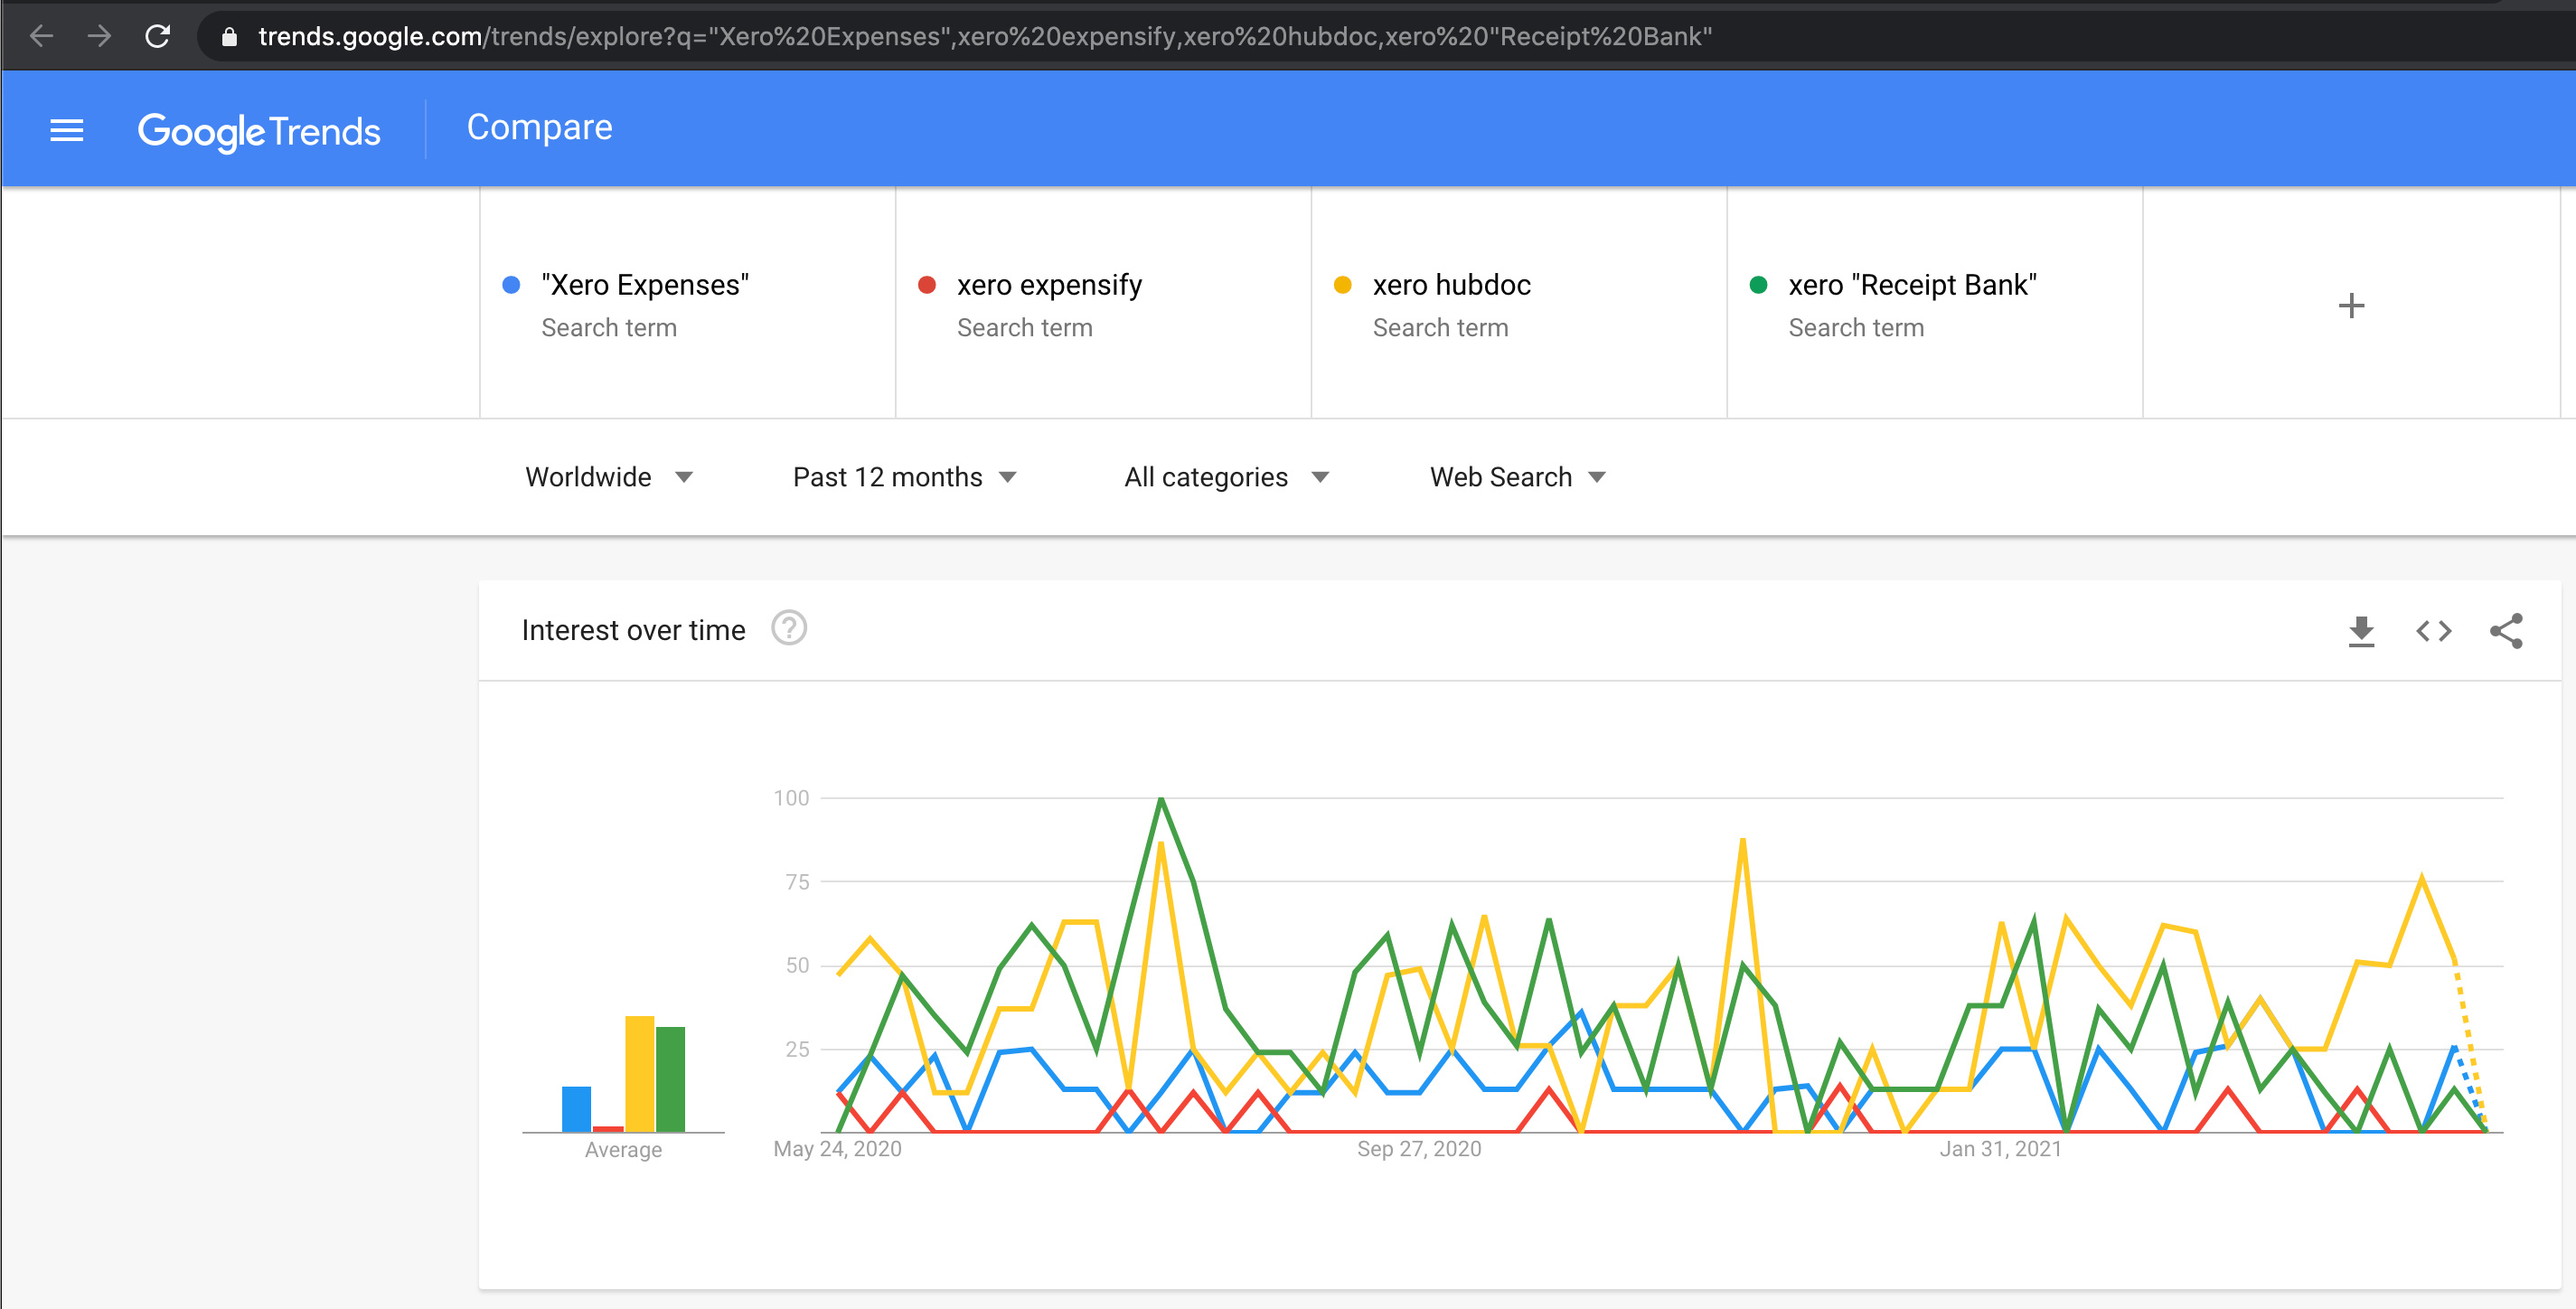 trends.google.com/trends/explore?q="Xero%20Expenses",xero%20expensify,xero%20hubdoc,xero%20"Receipt%20Bank"
Google Trends
Compare
"Xero Expenses"
Search term
xero expensify
Search term
xero hubdoc
Search term
xero "Receipt Bank"
Search term
+
Worldwide
Past 12 months
All categories
Web Search
Interest over time
?
100
75
50
25
Average
May 24, 2020
Sep 27, 2020
Jan 31, 2021